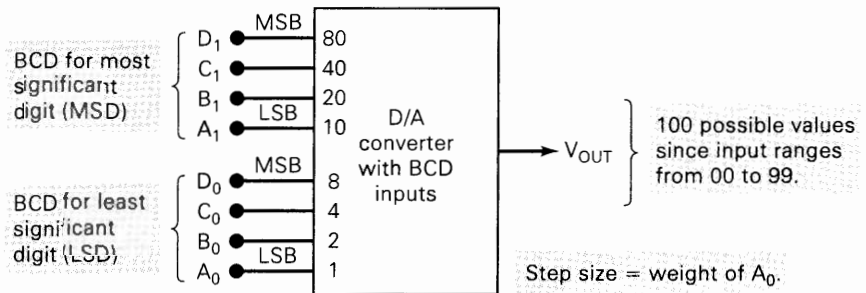 BCD for most
significant
digit (MSD)
D1 MSB 80
C1 40
B1 20
A1 LSB 10
BCD for least
significant
digit (LSD)
D0 MSB 8
C0 4
B0 2
A0 LSB 1
D/A
converter
with BCD
inputs
VOUT
100 possible values
since input ranges
from 00 to 99.
Step size = weight of A0.